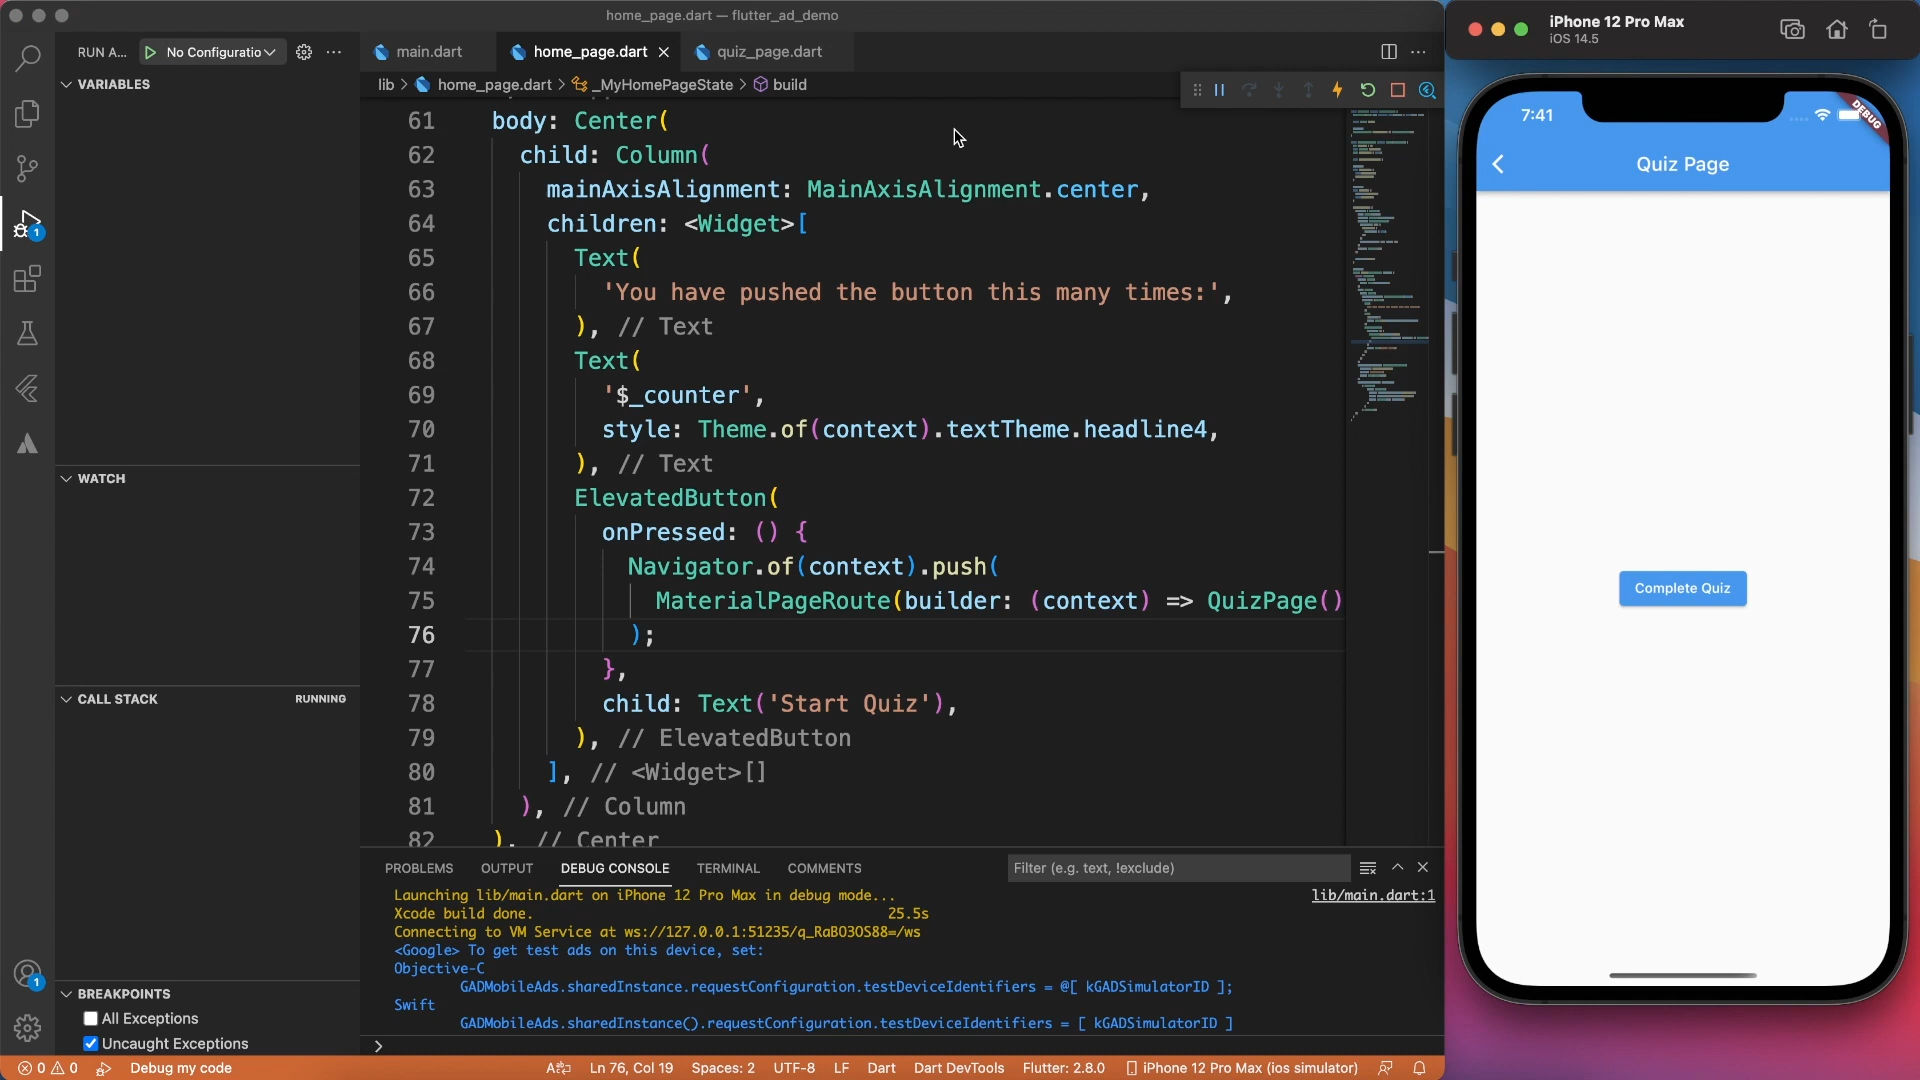 home_page.dart — flutter_ad_demo
RUN A... No Configuratio
main.dart
home_page.dart
quiz_page.dart
VARIABLES
lib > home_page.dart > _MyHomePageState > build
61 body: Center(
62 child: Column(
63 mainAxisAlignment: MainAxisAlignment.center,
64 children: <Widget>[
65 Text(
66 'You have pushed the button this many times:',
67 ), // Text
68 Text(
69 '$_counter',
70 style: Theme.of(context).textTheme.headline4,
71 ), // Text
72 ElevatedButton(
73 onPressed: () {
74 Navigator.of(context).push(
75 MaterialPageRoute(builder: (context) => QuizPage()
76 );
77 },
78 child: Text('Start Quiz'),
79 ), // ElevatedButton
80 ], // <Widget>[]
81 ), // Column
82 ), // Center
WATCH
CALL STACK RUNNING
BREAKPOINTS
All Exceptions
Uncaught Exceptions
1
1
PROBLEMS OUTPUT DEBUG CONSOLE TERMINAL COMMENTS Filter (e.g. text, !exclude)
Launching lib/main.dart on iPhone 12 Pro Max in debug mode... lib/main.dart:1
Xcode build done. 25.5s
Connecting to VM Service at ws://127.0.0.1:51235/q_RaBO3OS88=/ws
<Google> To get test ads on this device, set:
Objective-C
GADMobileAds.sharedInstance.requestConfiguration.testDeviceIdentifiers = @[ kGADSimulatorID ];
Swift
GADMobileAds.sharedInstance().requestConfiguration.testDeviceIdentifiers = [ kGADSimulatorID ]
0 0 Debug my code Ln 76, Col 19 Spaces: 2 UTF-8 LF Dart Dart DevTools Flutter: 2.8.0 iPhone 12 Pro Max (ios simulator)
iPhone 12 Pro Max
iOS 14.5
7:41
DEBUG
Quiz Page
Complete Quiz